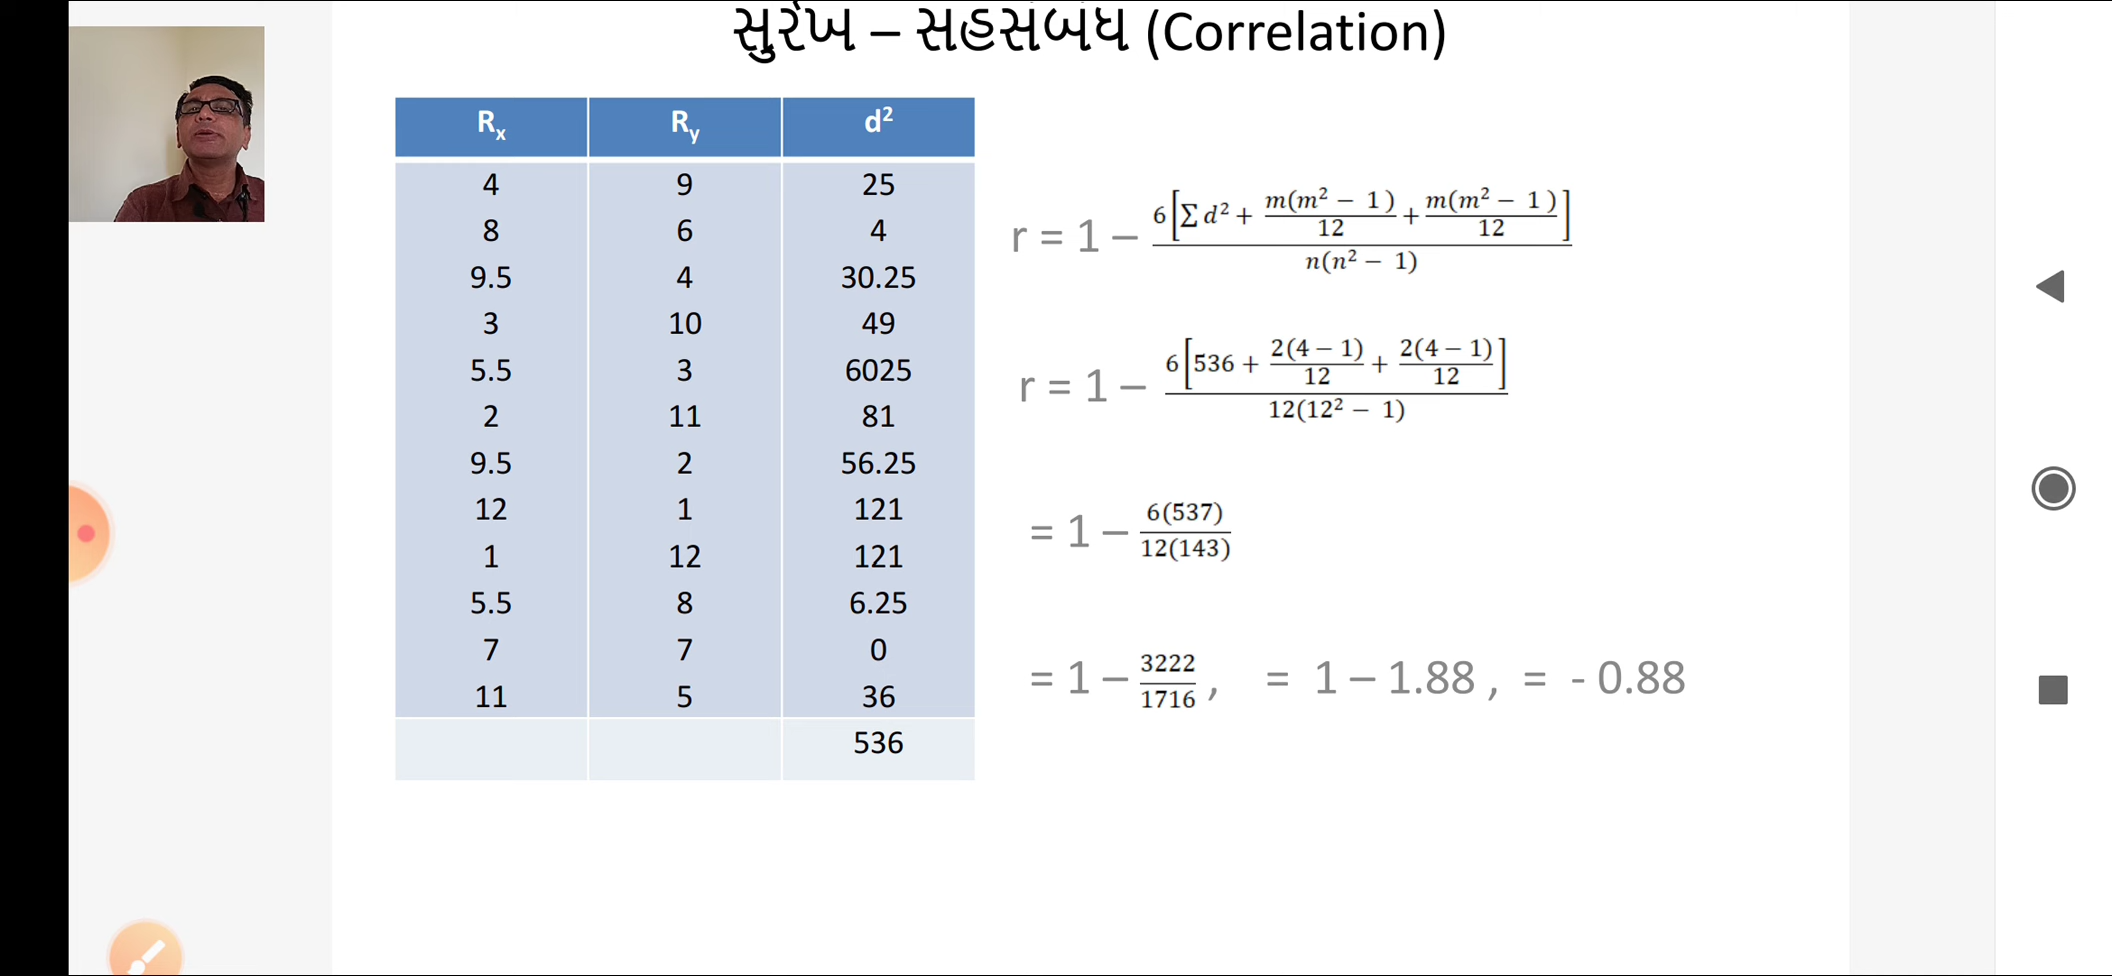 સુરેખ – સહસંબંધ (Correlation)
Rₓ Rᵧ d²
4 9 25
8 6 4
9.5 4 30.25
3 10 49
5.5 3 6025
2 11 81
9.5 2 56.25
12 1 121
1 12 121
5.5 8 6.25
7 7 0
11 5 36
536
r = 1 – 6[∑ d² + m(m² – 1)/12 + m(m² – 1)/12] / n(n² – 1)
r = 1 – 6[536 + 2(4 – 1)/12 + 2(4 – 1)/12] / 12(12² – 1)
= 1 – 6(537)/12(143)
= 1 – 3222/1716 , = 1 – 1.88 , = - 0.88